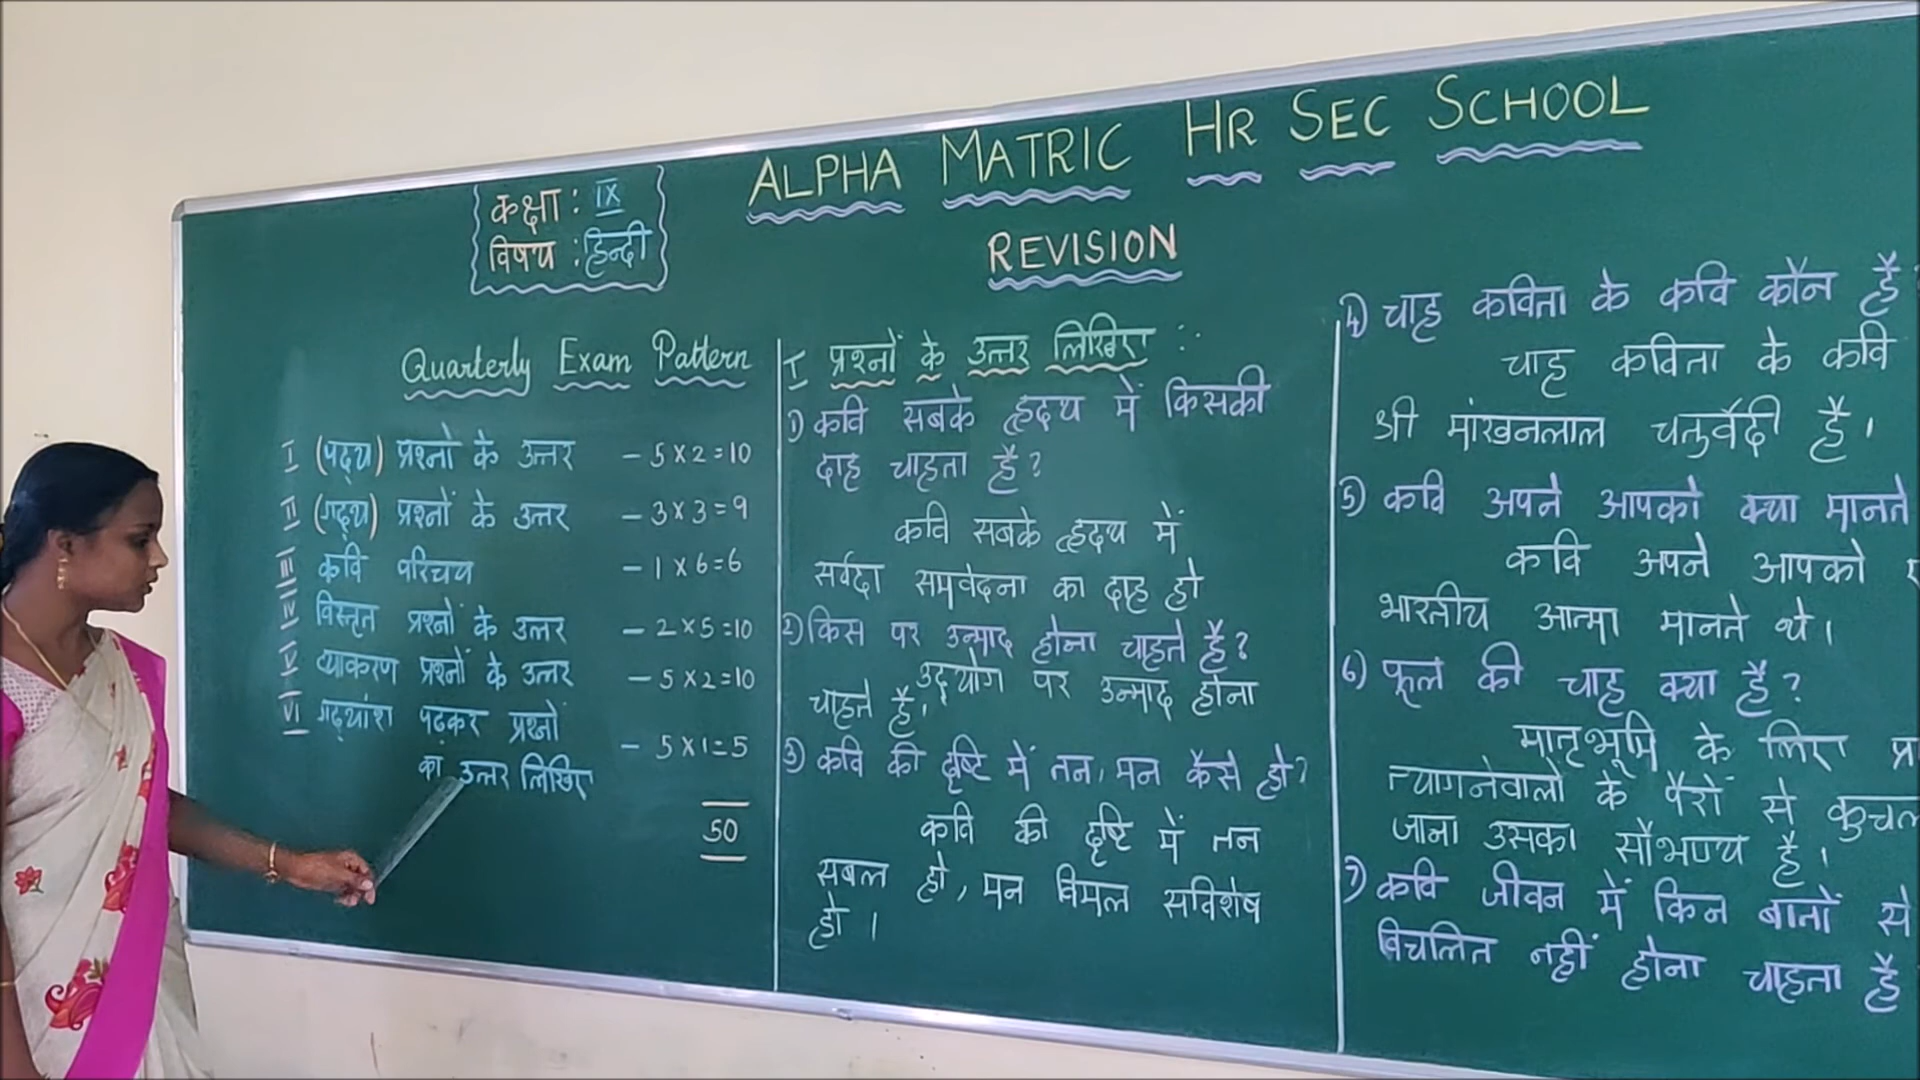 ALPHA MATRIC HR SEC SCHOOL
कक्षा : IX
विषय : हिन्दी
REVISION
Quarterly Exam Pattern
I (पद्य) प्रश्नों के उत्तर – 5 x 2 = 10
II (गद्य) प्रश्नों के उत्तर – 3 x 3 = 9
III कवि परिचय – 1 x 6 = 6
IV विस्तृत प्रश्नों के उत्तर – 2 x 5 = 10
V व्याकरण प्रश्नों के उत्तर – 5 x 2 = 10
VI गद्यांश पढ़कर प्रश्नों
का उत्तर लिखिए – 5 x 1 = 5
50
I प्रश्नों के उत्तर लिखिए :
1) कवि सबके हृदय में किसकी
दाह चाहता है?
कवि सबके हृदय में
सर्वदा समवेदना का दाह हो
2) किस पर उन्माद होना चाहते है?
उद्योग पर उन्माद होना
चाहते है।
3) कवि की दृष्टि में तन, मन कैसे हो?
कवि की दृष्टि में तन
सबल हो, मन विमल सविशेष
हो ।
4) चाह कविता के कवि कौन है
चाह कविता के कवि
श्री मांखनलाल चतुर्वेदी है ।
5) कवि अपने आपको क्या मानते
कवि अपने आपको
भारतीय आत्मा मानते थे ।
6) फूल की चाह क्या है?
मातृभूमि के लिए प्रा
त्यागनेवालों के पैरों से कुचल
जाना उसका सौभग्य है ।
7) कवि जीवन में किन बातों से
विचलित नहीं होना चाहता है